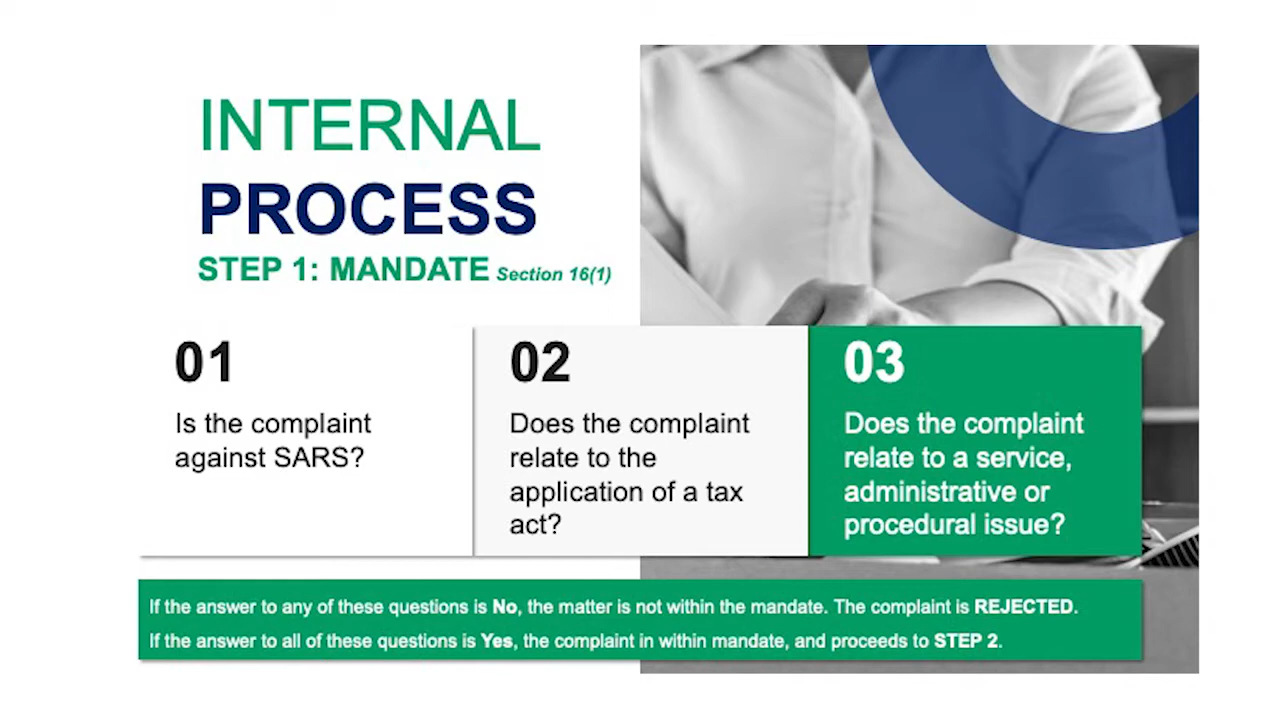 INTERNAL
PROCESS
STEP 1: MANDATE Section 16(1)
01
Is the complaint
against SARS?
02
Does the complaint
relate to the
application of a tax
act?
03
Does the complaint
relate to a service,
administrative or
procedural issue?
If the answer to any of these questions is No, the matter is not within the mandate. The complaint is REJECTED.
If the answer to all of these questions is Yes, the complaint in within mandate, and proceeds to STEP 2.